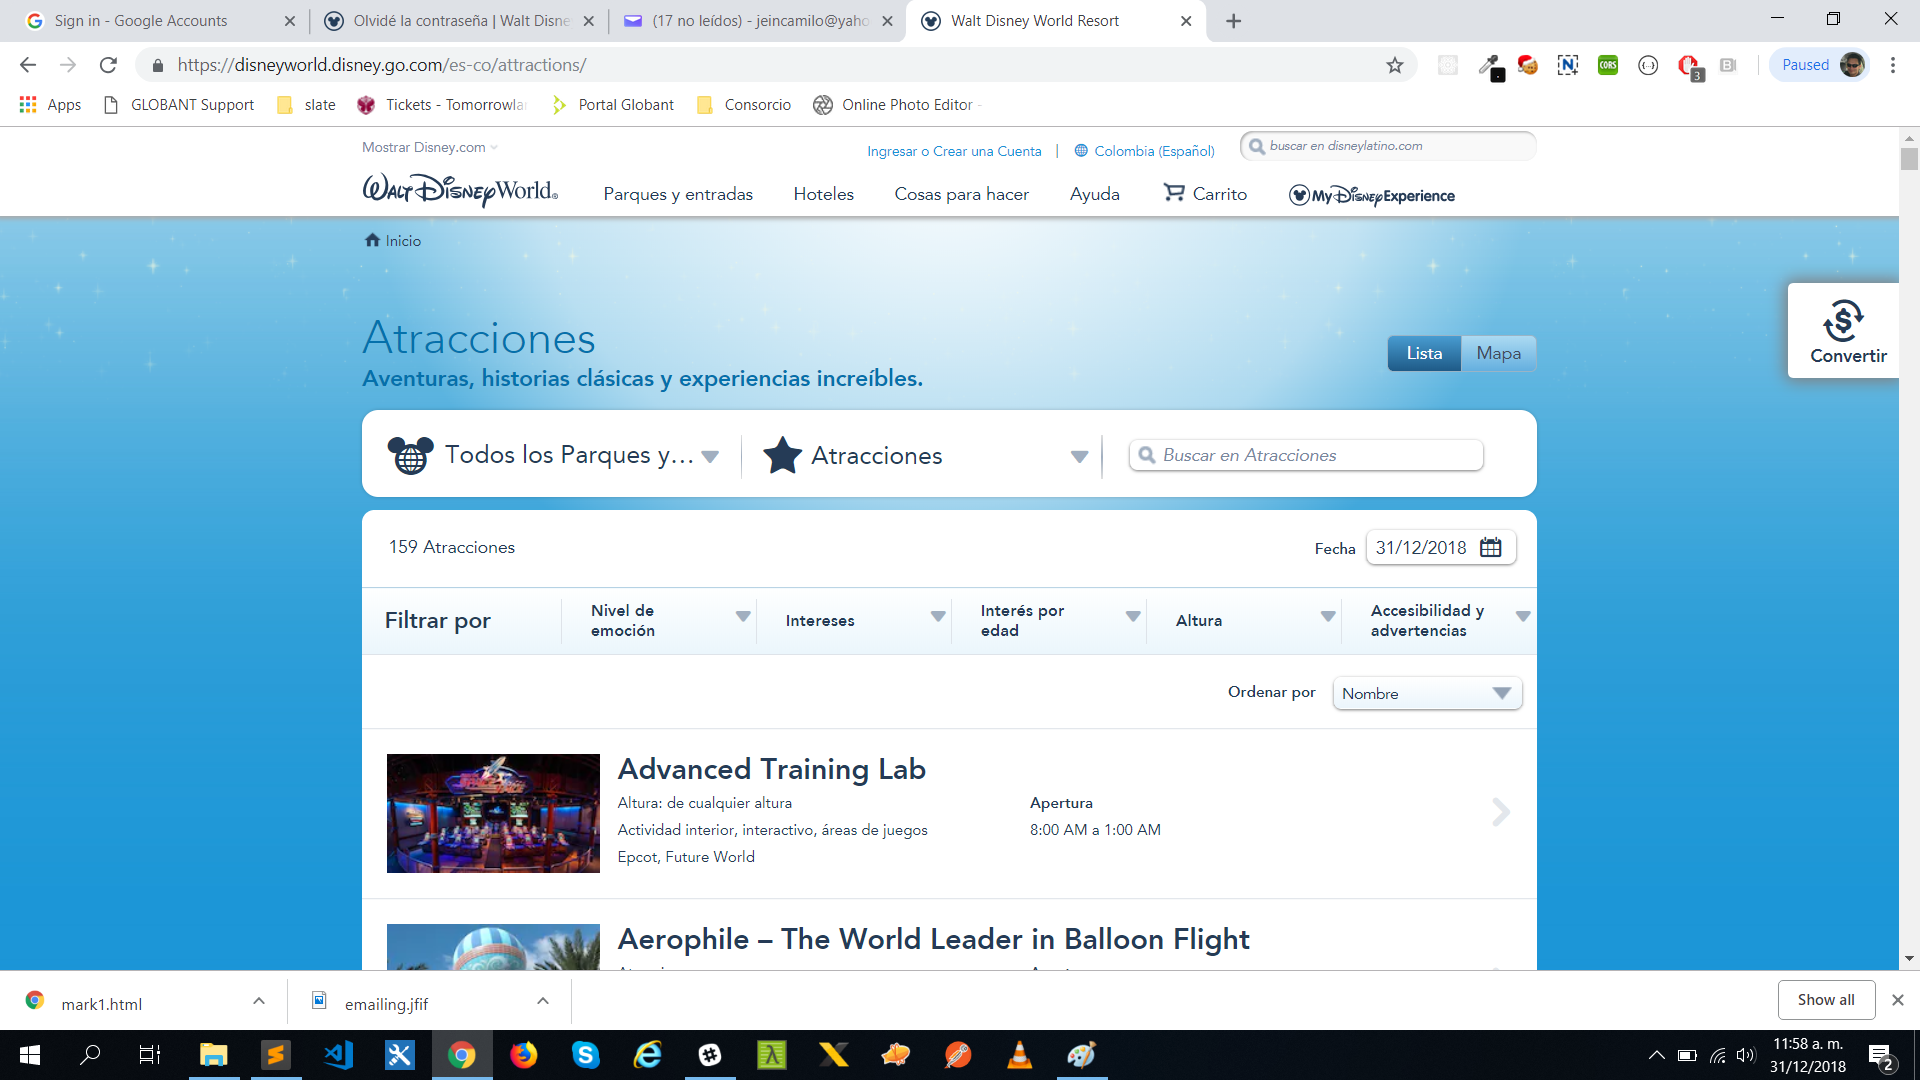 Sign in - Google Accounts
Olvidé la contraseña | Walt Disne
(17 no leídos) - jeincamilo@yaho
Walt Disney World Resort
https://disneyworld.disney.go.com/es-co/attractions/
CORS
3
Paused
Apps
GLOBANT Support
slate
Tickets - Tomorrowla
Portal Globant
Consorcio
Online Photo Editor -
Mostrar Disney.com
Ingresar o Crear una Cuenta
Colombia (Español)
buscar en disneylatino.com
Walt Disney World.
Parques y entradas
Hoteles
Cosas para hacer
Ayuda
Carrito
My Disney Experience
Inicio
Atracciones
Aventuras, historias clásicas y experiencias increíbles.
Lista
Mapa
Convertir
Todos los Parques y...
Atracciones
Buscar en Atracciones
159 Atracciones
Fecha
31/12/2018
Filtrar por
Nivel de
emoción
Intereses
Interés por
edad
Altura
Accesibilidad y
advertencias
Ordenar por
Nombre
Advanced Training Lab
Altura: de cualquier altura
Apertura
Actividad interior, interactivo, áreas de juegos
8:00 AM a 1:00 AM
Epcot, Future World
Aerophile – The World Leader in Balloon Flight
mark1.html
emailing.jfif
Show all
11:58 a. m.
31/12/2018
2